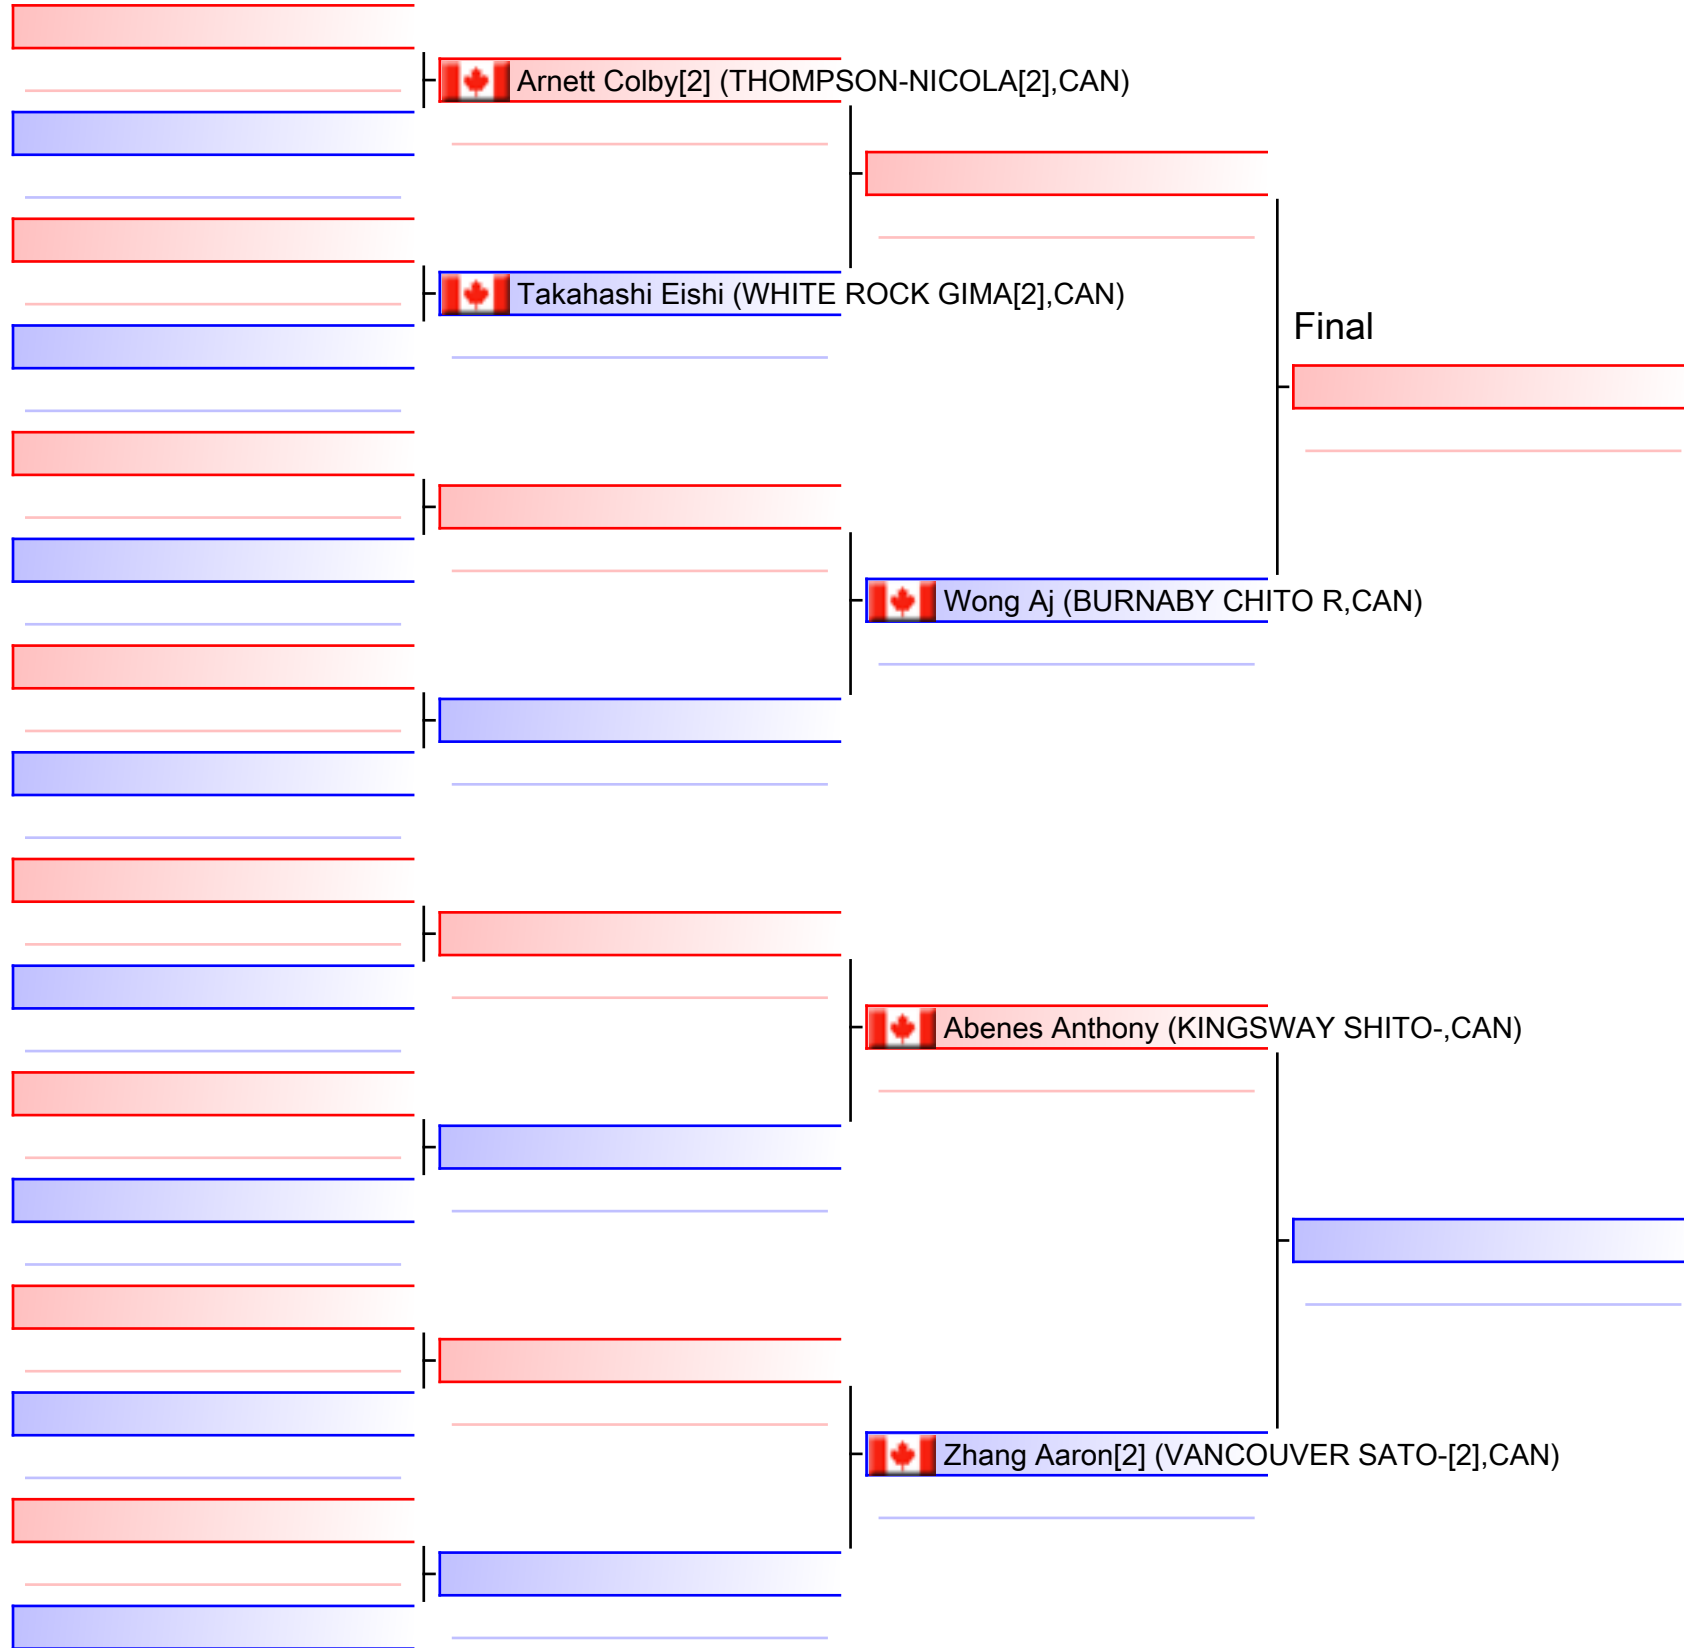 Arnett Colby[2] (THOMPSON-NICOLA[2],CAN)
Takahashi Eishi (WHITE ROCK GIMA[2],CAN)
Final
Wong Aj (BURNABY CHITO R,CAN)
Abenes Anthony (KINGSWAY SHITO-,CAN)
Zhang Aaron[2] (VANCOUVER SATO-[2],CAN)